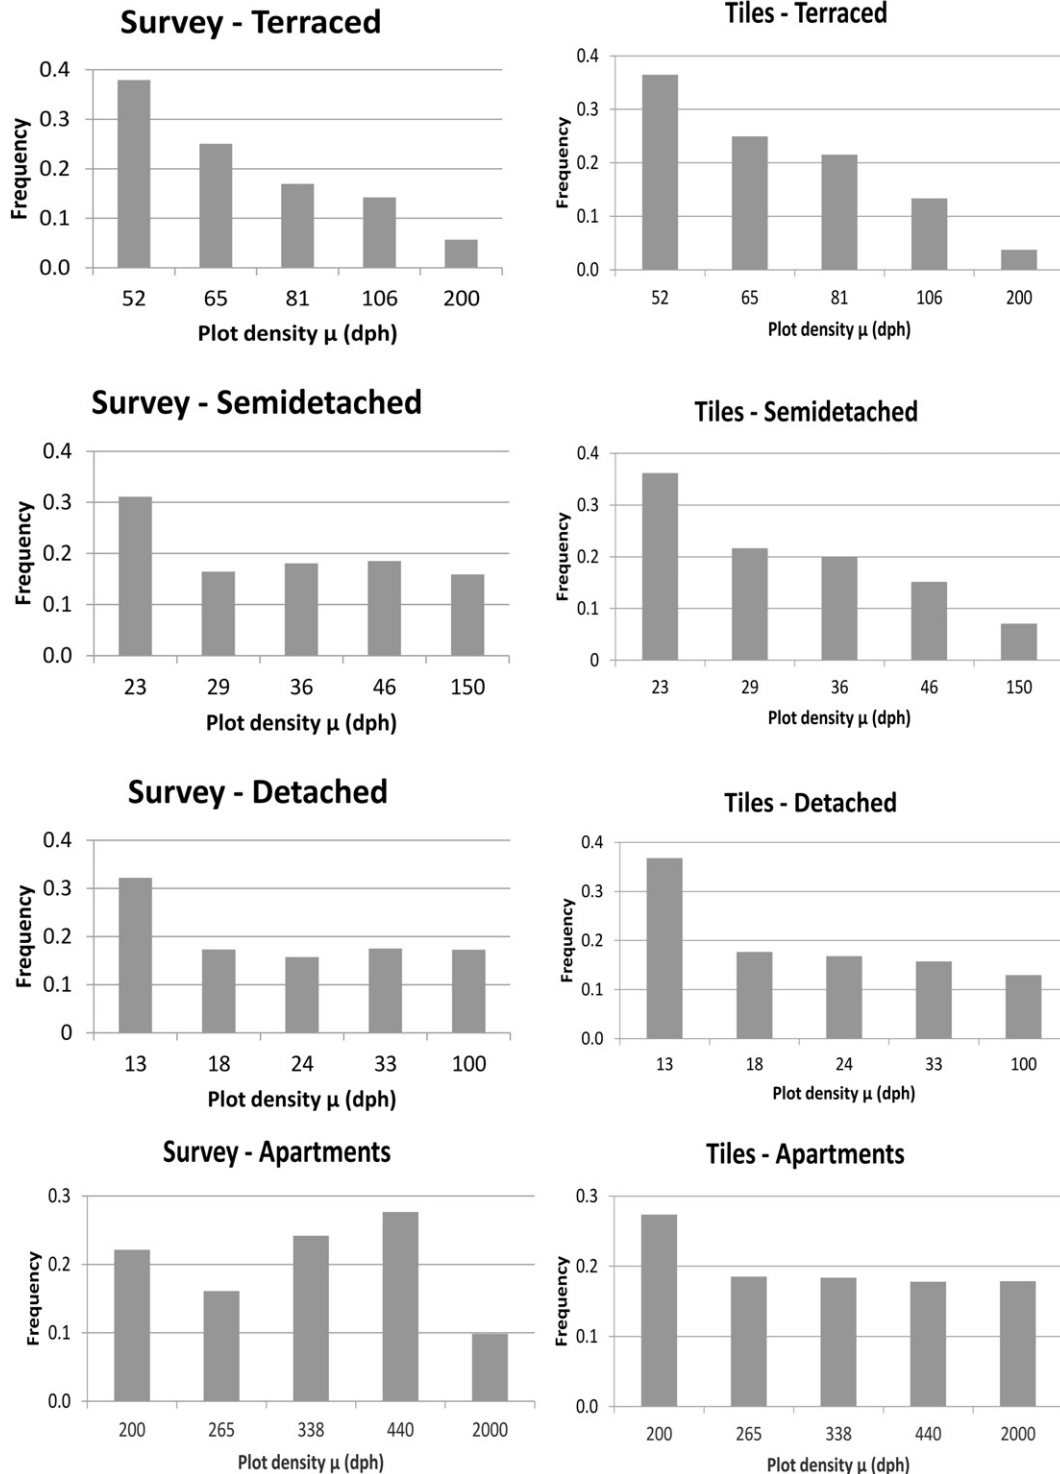 Survey - Terraced
0.4
0.3
0.2
0.1
0.0
Frequency
52 65 81 106 200
Plot density µ (dph)
Tiles - Terraced
0.4
0.3
0.2
0.1
0.0
Frequency
52 65 81 106 200
Plot density µ (dph)
Survey - Semidetached
0.4
0.3
0.2
0.1
0.0
Frequency
23 29 36 46 150
Plot density µ (dph)
Tiles - Semidetached
0.4
0.3
0.2
0.1
0
Frequency
23 29 36 46 150
Plot density µ (dph)
Survey - Detached
0.4
0.3
0.2
0.1
0
Frequency
13 18 24 33 100
Plot density µ (dph)
Tiles - Detached
0.4
0.3
0.2
0.1
0.0
Frequency
13 18 24 33 100
Plot density µ (dph)
Survey - Apartments
0.3
0.2
0.1
0.0
Frequency
200 265 338 440 2000
Plot density µ (dph)
Tiles - Apartments
0.3
0.2
0.1
0.0
Frequency
200 265 338 440 2000
Plot density µ (dph)